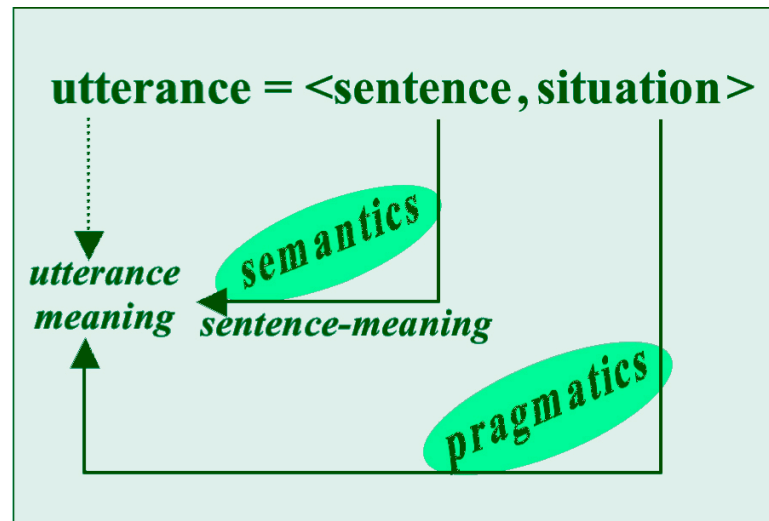 utterance = <sentence, situation>
semantics
utterance
meaning
sentence-meaning
pragmatics